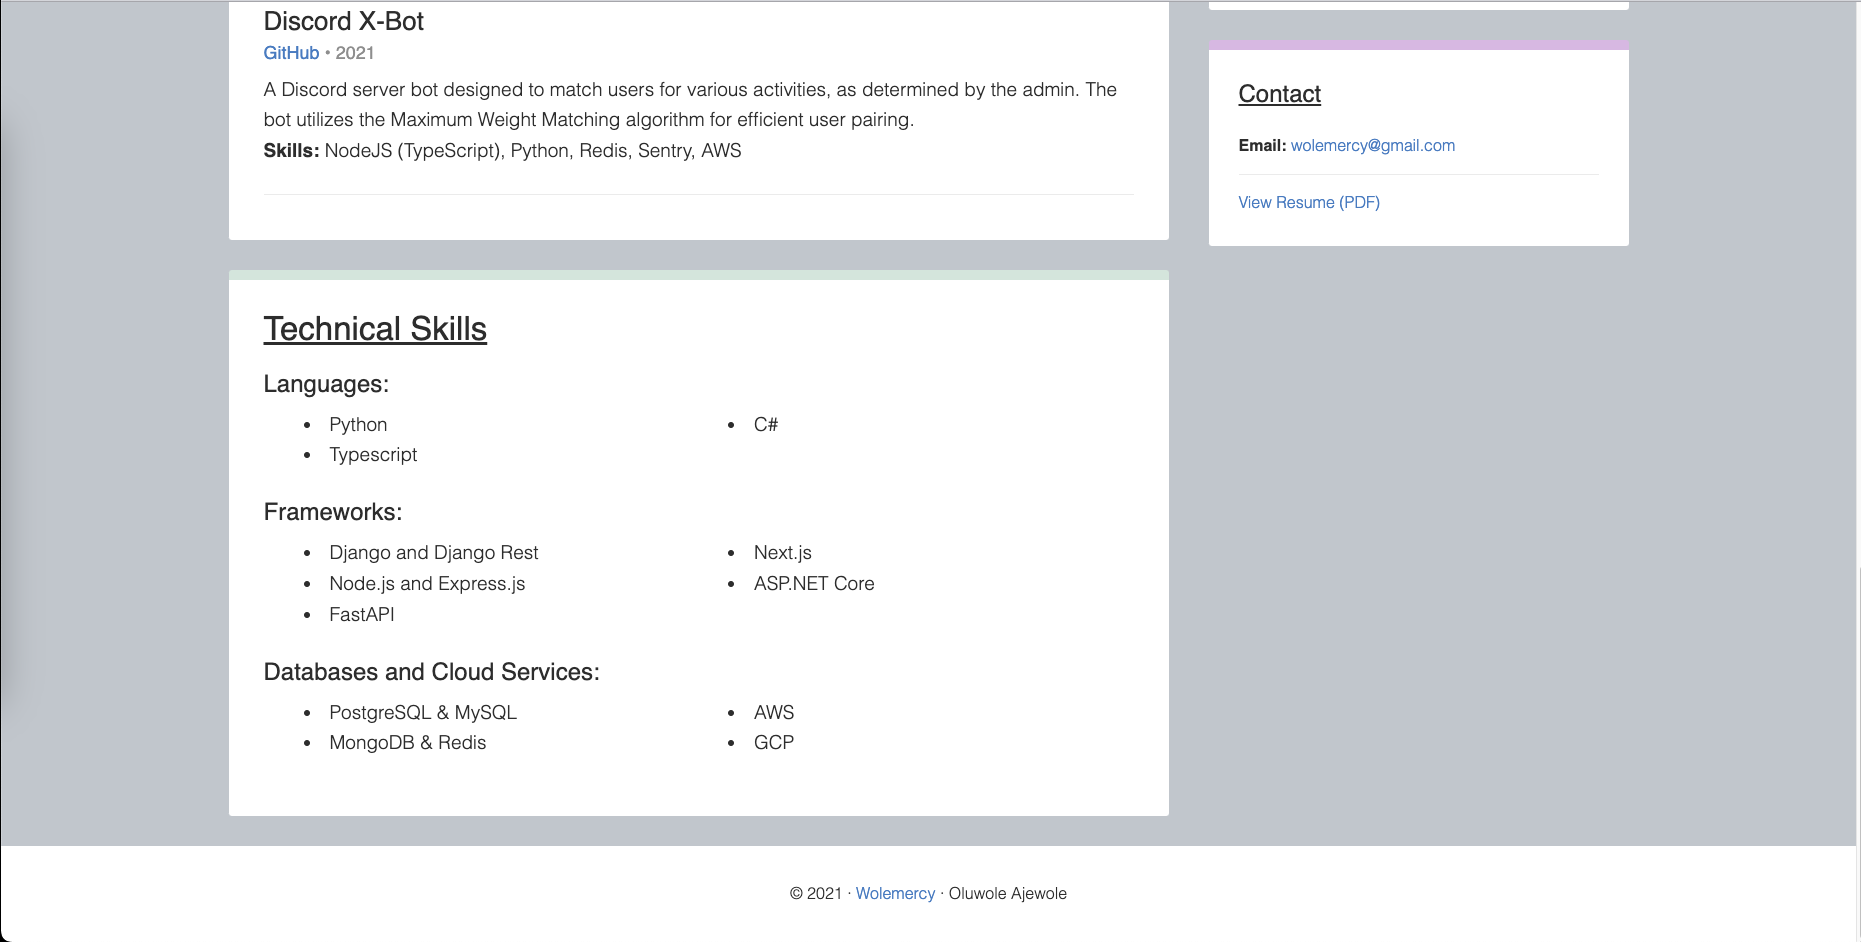 Discord X-Bot
GitHub • 2021
A Discord server bot designed to match users for various activities, as determined by the admin. The
bot utilizes the Maximum Weight Matching algorithm for efficient user pairing.
Skills: NodeJS (TypeScript), Python, Redis, Sentry, AWS
Technical Skills
Languages:
• Python
• Typescript
• C#
Frameworks:
• Django and Django Rest
• Node.js and Express.js
• FastAPI
• Next.js
• ASP.NET Core
Databases and Cloud Services:
• PostgreSQL & MySQL
• MongoDB & Redis
• AWS
• GCP
Contact
Email: wolemercy@gmail.com
View Resume (PDF)
© 2021 · Wolemercy · Oluwole Ajewole